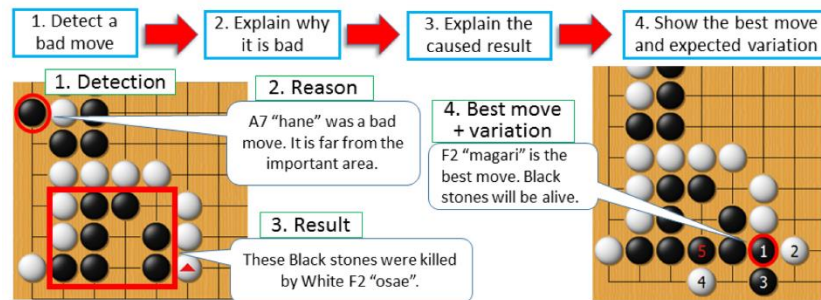 1. Detect a
bad move
2. Explain why
it is bad
3. Explain the
caused result
4. Show the best move
and expected variation
1. Detection
2. Reason
A7 “hane” was a bad
move. It is far from the
important area.
3. Result
These Black stones were killed
by White F2 “osae”.
4. Best move
+ variation
F2 “magari” is the
best move. Black
stones will be alive.
5
1
2
4
3